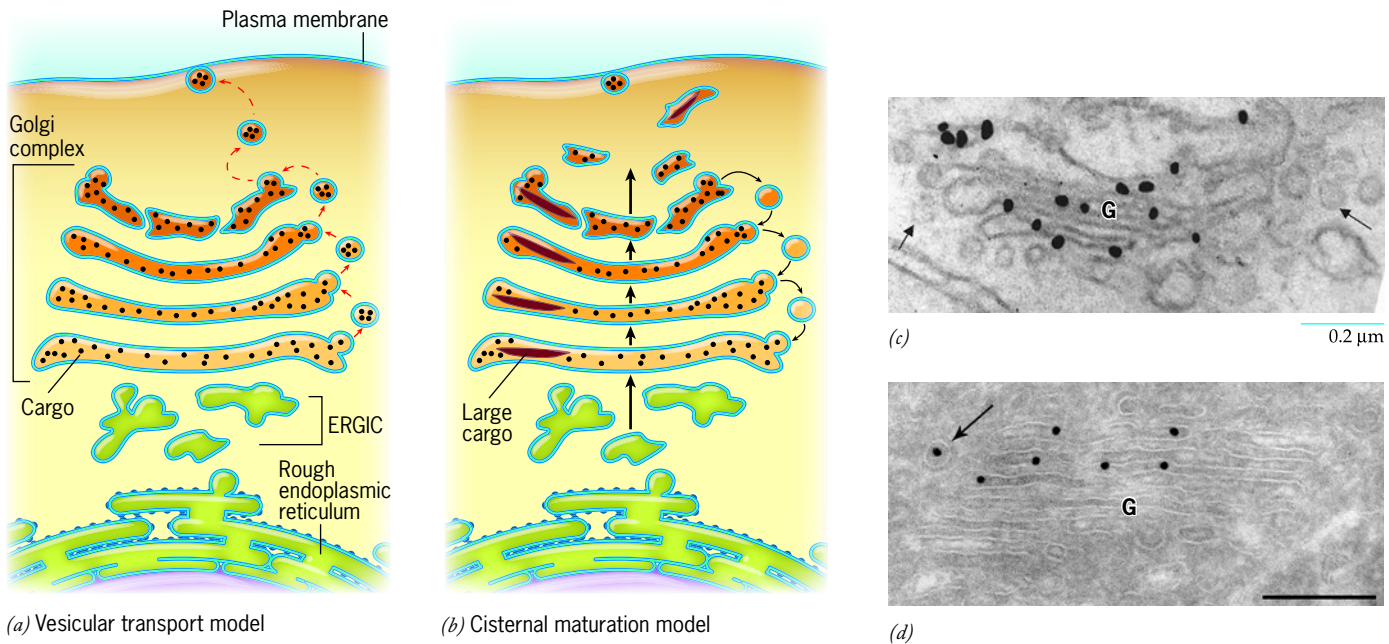 Plasma membrane
Golgi
complex
Cargo
ERGIC
Rough
endoplasmic
reticulum
(a) Vesicular transport model
Large
cargo
(b) Cisternal maturation model
G
(c)
0.2 µm
G
(d)